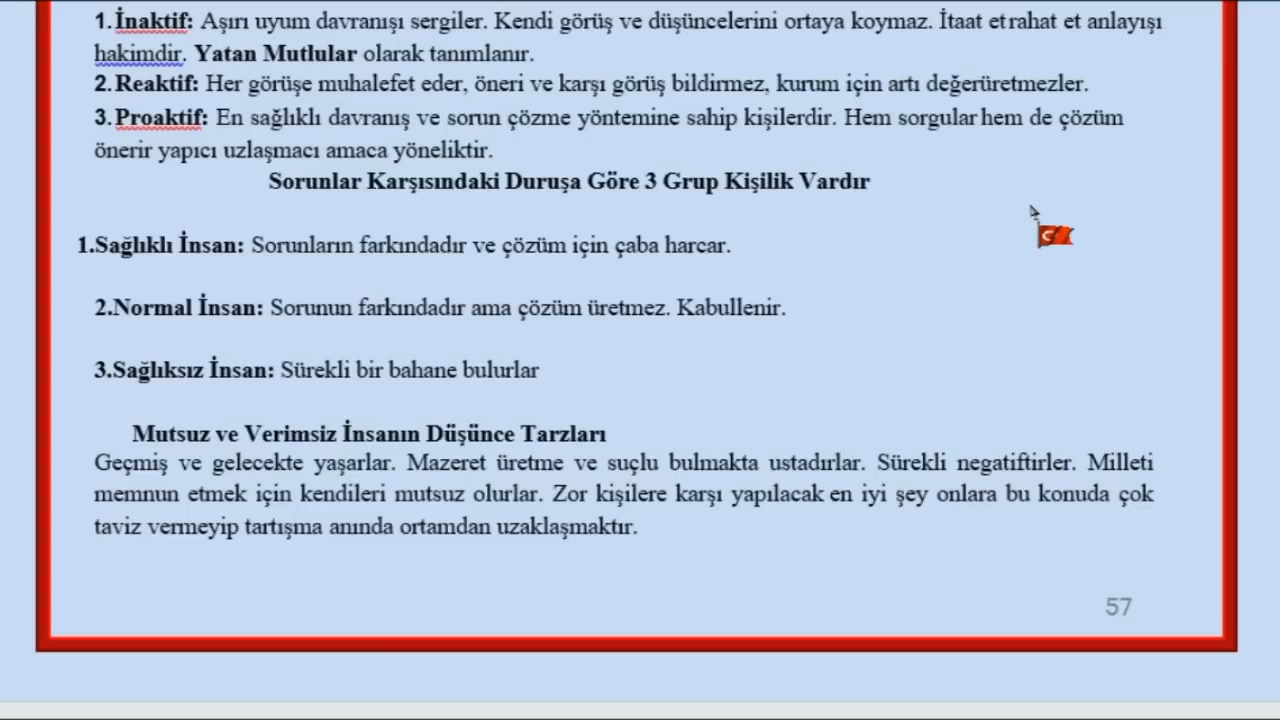 1.İnaktif: Aşırı uyum davranışı sergiler. Kendi görüş ve düşüncelerini ortaya koymaz. İtaat etrahat et anlayışı
hakimdir. Yatan Mutlular olarak tanımlanır.
2.Reaktif: Her görüşe muhalefet eder, öneri ve karşı görüş bildirmez, kurum için artı değerüretmezler.
3.Proaktif: En sağlıklı davranış ve sorun çözme yöntemine sahip kişilerdir. Hem sorgularhem de çözüm
önerir yapıcı uzlaşmacı amaca yöneliktir.
Sorunlar Karşısındaki Duruşa Göre 3 Grup Kişilik Vardır
1.Sağlıklı İnsan: Sorunların farkındadır ve çözüm için çaba harcar.
2.Normal İnsan: Sorunun farkındadır ama çözüm üretmez. Kabullenir.
3.Sağlıksız İnsan: Sürekli bir bahane bulurlar
Mutsuz ve Verimsiz İnsanın Düşünce Tarzları
Geçmiş ve gelecekte yaşarlar. Mazeret üretme ve suçlu bulmakta ustadırlar. Sürekli negatiftirler. Milleti
memnun etmek için kendileri mutsuz olurlar. Zor kişilere karşı yapılacak en iyi şey onlara bu konuda çok
taviz vermeyip tartışma anında ortamdan uzaklaşmaktır.
57